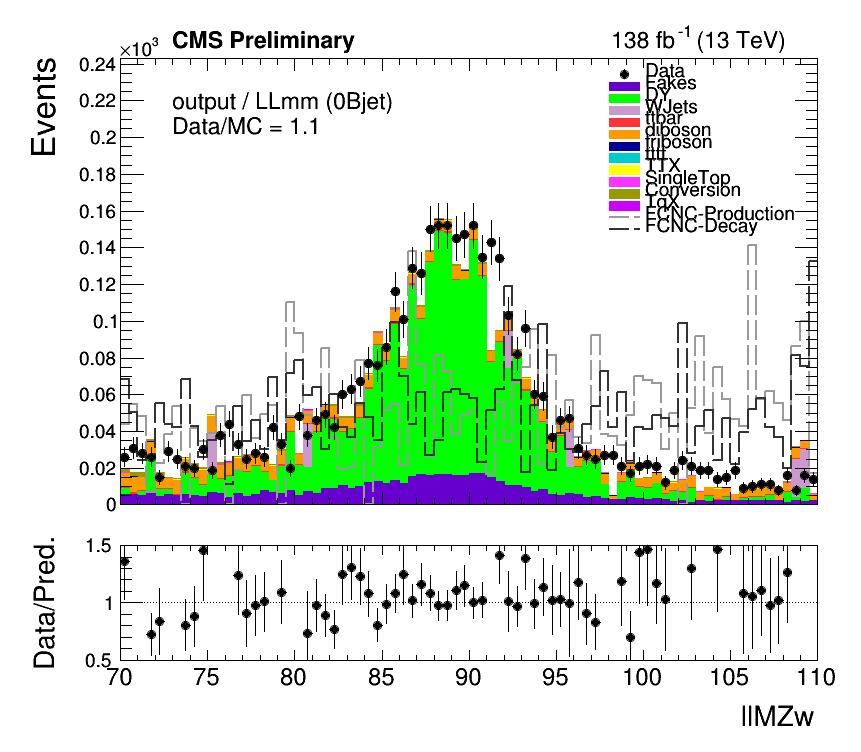 ×10³ CMS Preliminary 138 fb⁻¹ (13 TeV)
Events
output / LLmm (0Bjet)
Data/MC = 1.1
Data
Fakes
DY
WJets
ttbar
diboson
triboson
tttt
TTX
SingleTop
Conversion
TqX
FCNC-Production
FCNC-Decay
0.24
0.22
0.2
0.18
0.16
0.14
0.12
0.1
0.08
0.06
0.04
0.02
0
Data/Pred.
1.5
1
0.5
70 75 80 85 90 95 100 105 110
llMZw